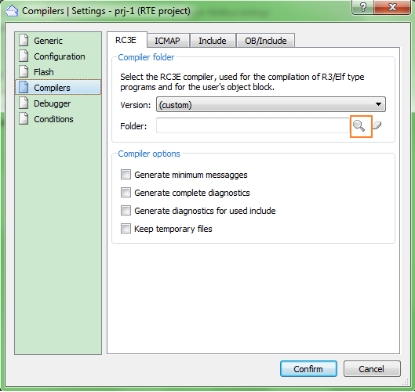 Compilers | Settings - prj-1 (RTE project)
Generic
Configuration
Flash
Compilers
Debugger
Conditions
RC3E ICMAP Include OB/Include
Compiler folder
Select the RC3E compiler, used for the compilation of R3/Elf type
programs and for the user's object block.
Version: (custom)
Folder:
Compiler options
Generate minimum messagges
Generate complete diagnostics
Generate diagnostics for used include
Keep temporary files
Confirm Cancel